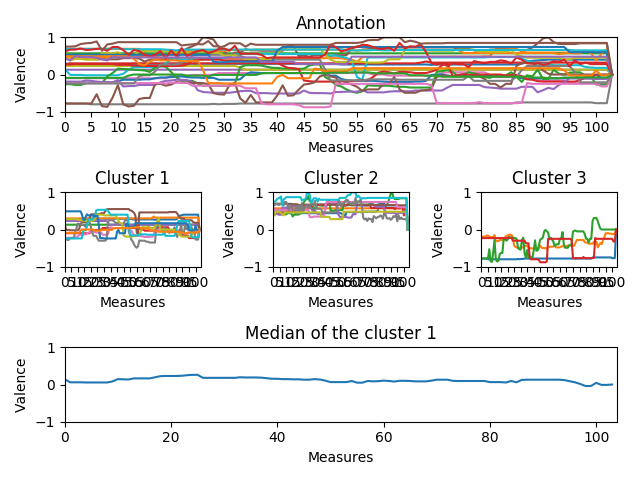 Annotation
Valence
1
0
−1
0 5 10 15 20 25 30 35 40 45 50 55 60 65 70 75 80 85 90 95 100
Measures
Cluster 1
Cluster 2
Cluster 3
Valence
1
0
−1
Measures
Valence
1
0
−1
Measures
Valence
1
0
−1
Measures
Median of the cluster 1
Valence
1
0
−1
0 20 40 60 80 100
Measures